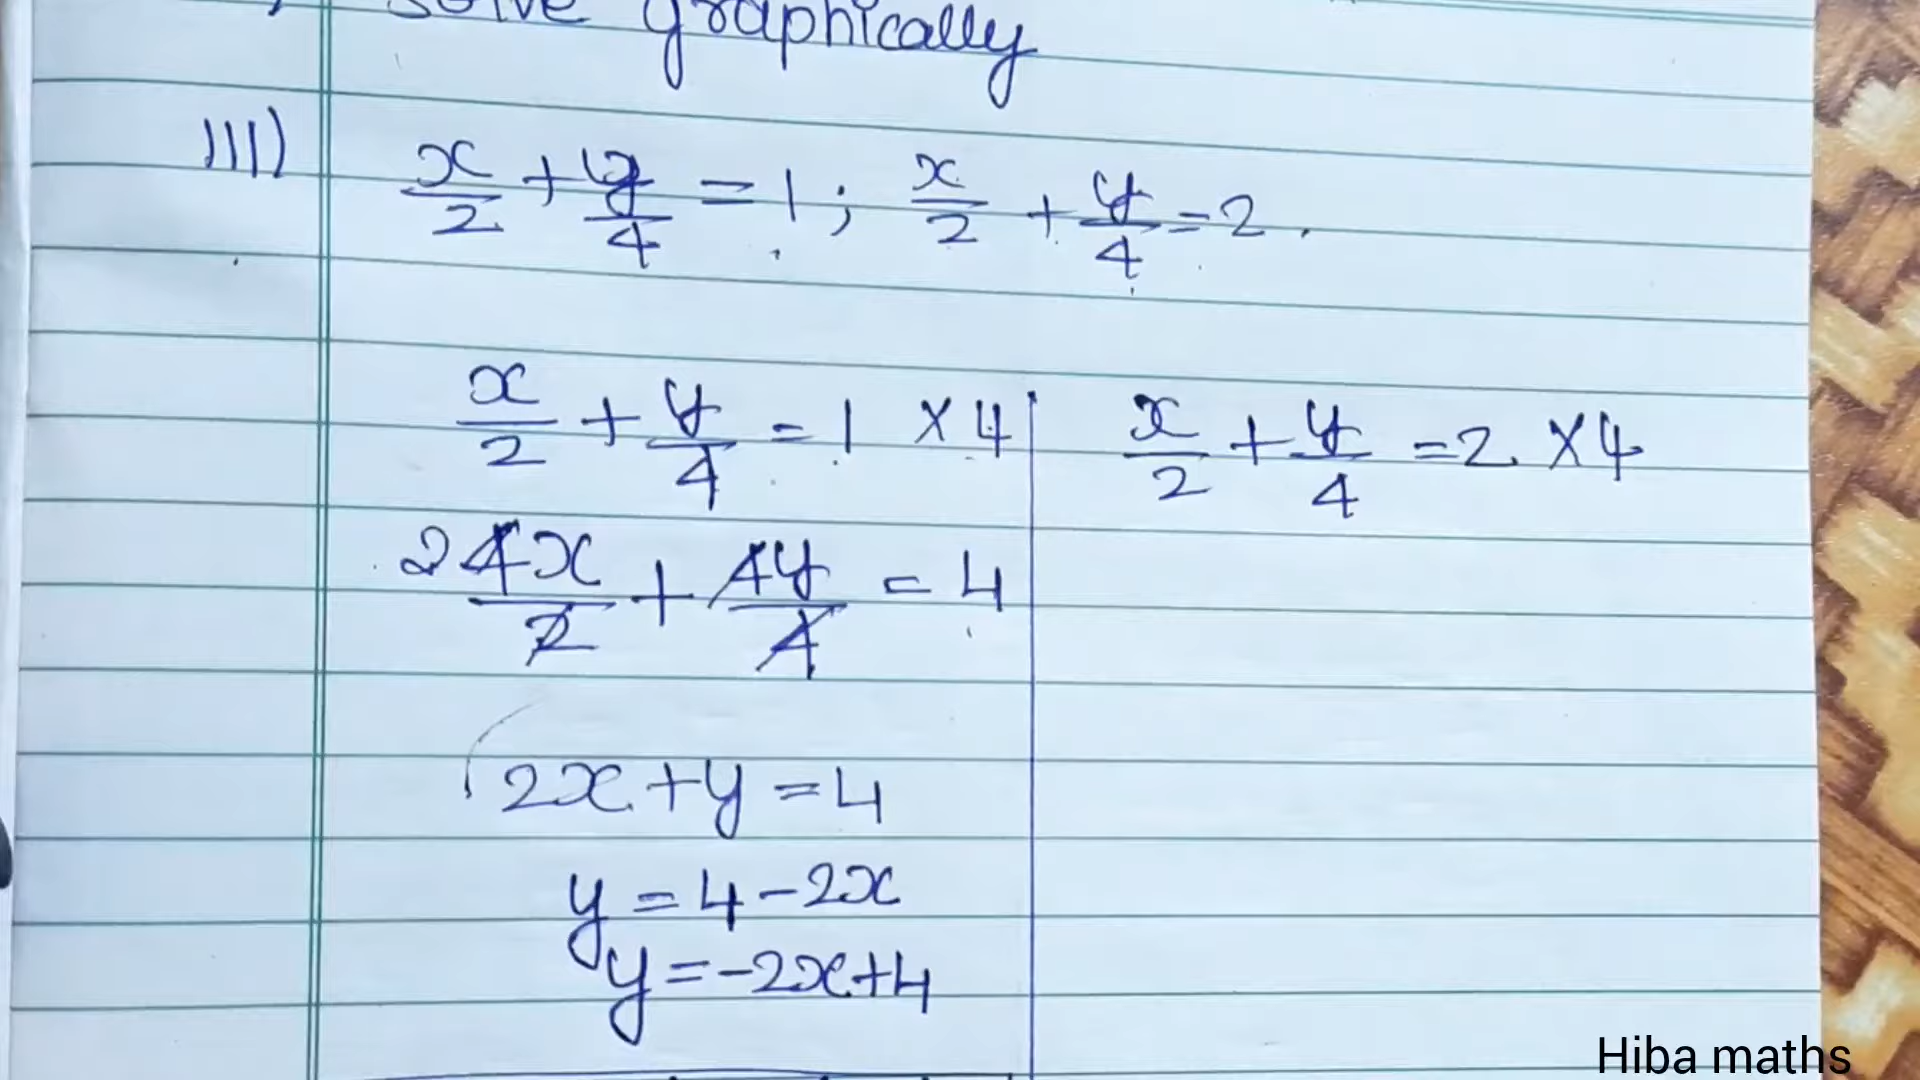 Solve graphically
III) x/2 + y/4 = 1 ; x/2 + y/4 = 2 .
x/2 + y/4 = 1 × 4
x/2 + y/4 = 2 × 4
2 4x/2 + 4y/4 = 4
2x + y = 4
y = 4 - 2x
y = -2x + 4
Hiba maths